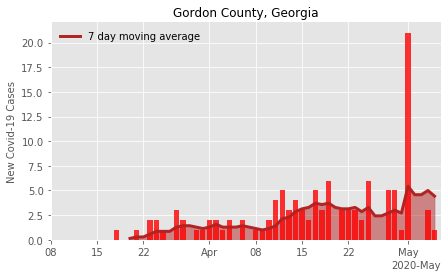 Gordon County, Georgia
7 day moving average
New Covid-19 Cases
20.0
17.5
15.0
12.5
10.0
7.5
5.0
2.5
0.0
08 15 22 Apr 08 15 22 May
2020-May